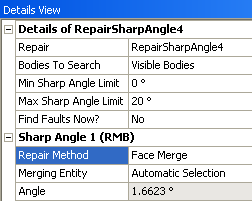 Details View
Details of RepairSharpAngle4
Repair RepairSharpAngle4
Bodies To Search Visible Bodies
Min Sharp Angle Limit 0 °
Max Sharp Angle Limit 20 °
Find Faults Now? No
Sharp Angle 1 (RMB)
Repair Method Face Merge
Merging Entity Automatic Selection
Angle 1.6623 °